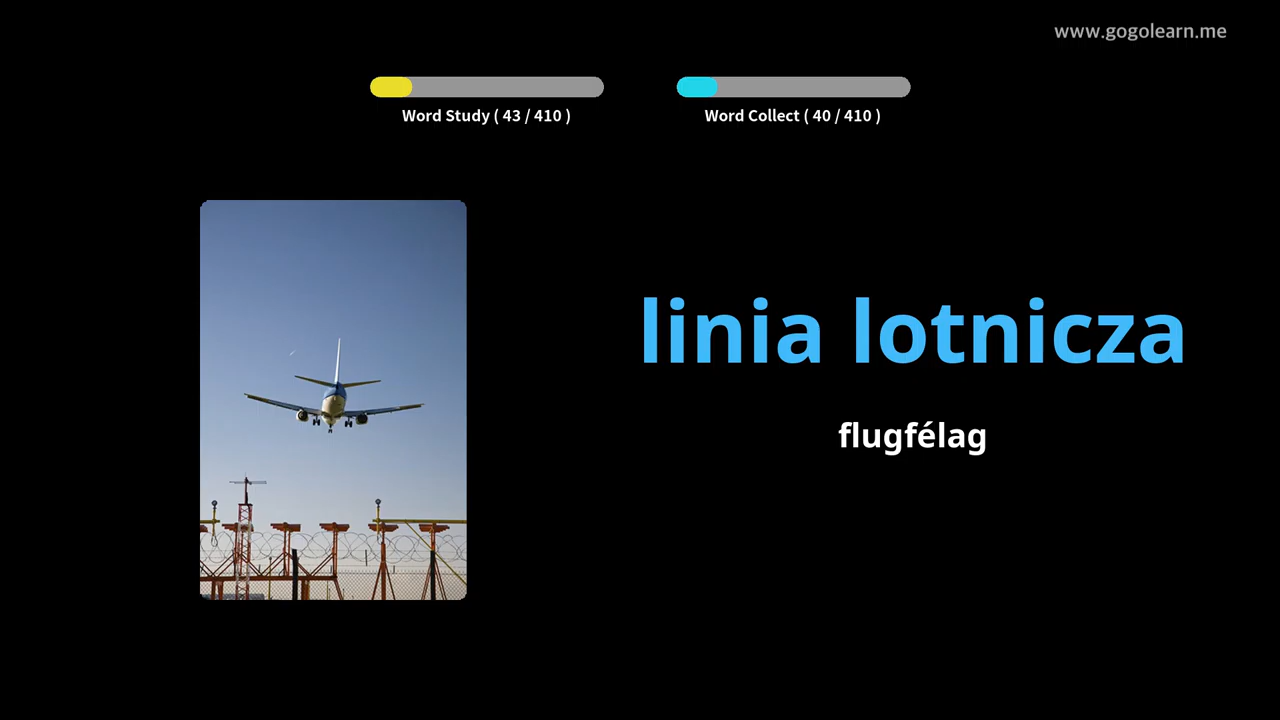 www.gogolearn.me
Word Study ( 43 / 410 )
Word Collect ( 40 / 410 )
linia lotnicza
flugfélag